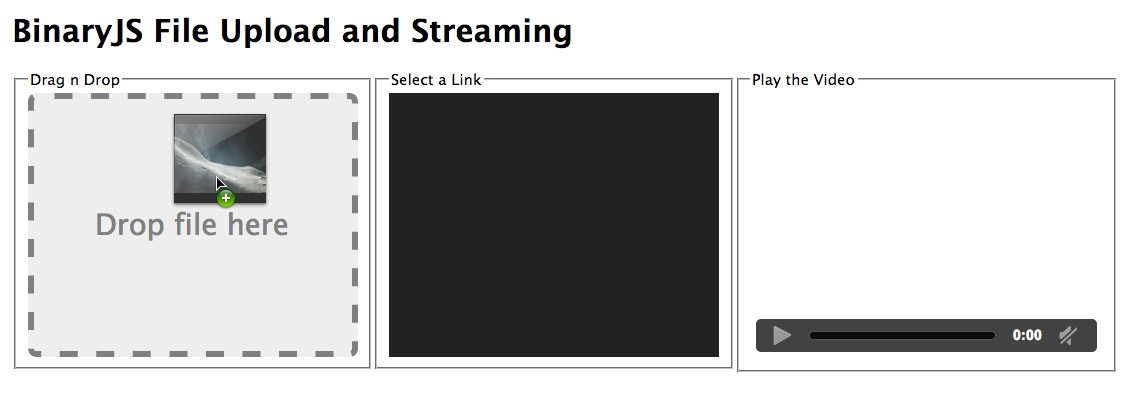 BinaryJS File Upload and Streaming
Drag n Drop
Select a Link
Play the Video
Drop file here
0:00